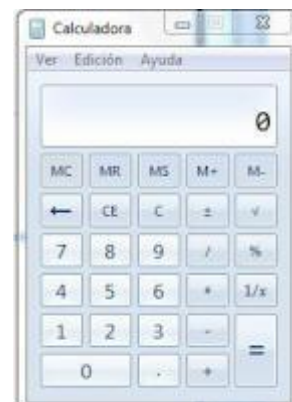 Calculadora
Ver Edición Ayuda
0
MC MR MS M+ M-
← CE C ± √
7 8 9 / %
4 5 6 * 1/x
1 2 3 - =
0 . +